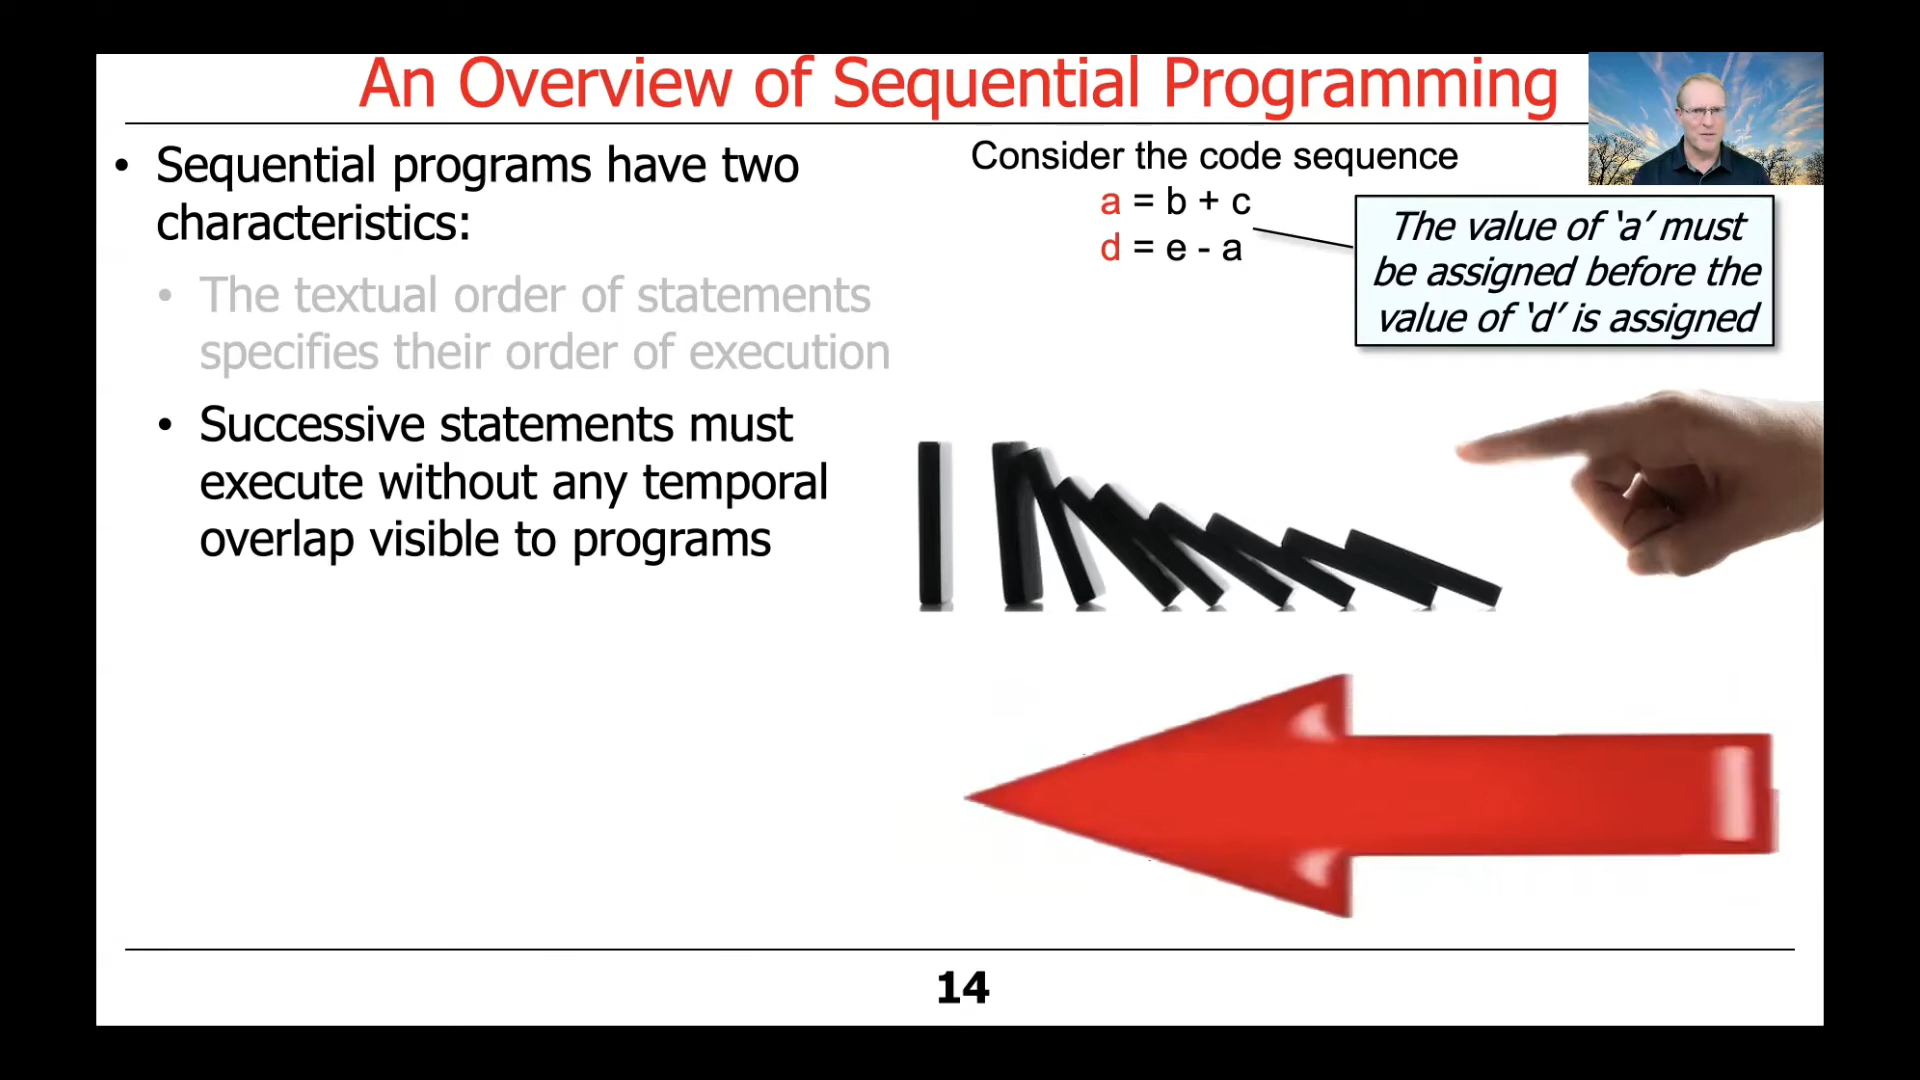 An Overview of Sequential Programming
• Sequential programs have two
characteristics:
• The textual order of statements
specifies their order of execution
• Successive statements must
execute without any temporal
overlap visible to programs
Consider the code sequence
a = b + c
d = e - a
The value of ‘a’ must
be assigned before the
value of ‘d’ is assigned
14